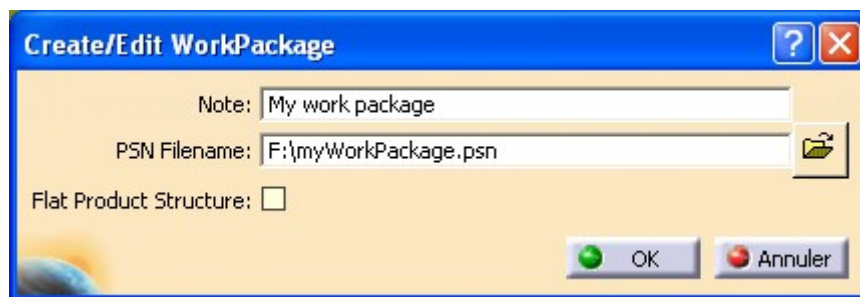 Create/Edit WorkPackage
Note: My work package
PSN Filename: F:\myWorkPackage.psn
Flat Product Structure:
OK Annuler